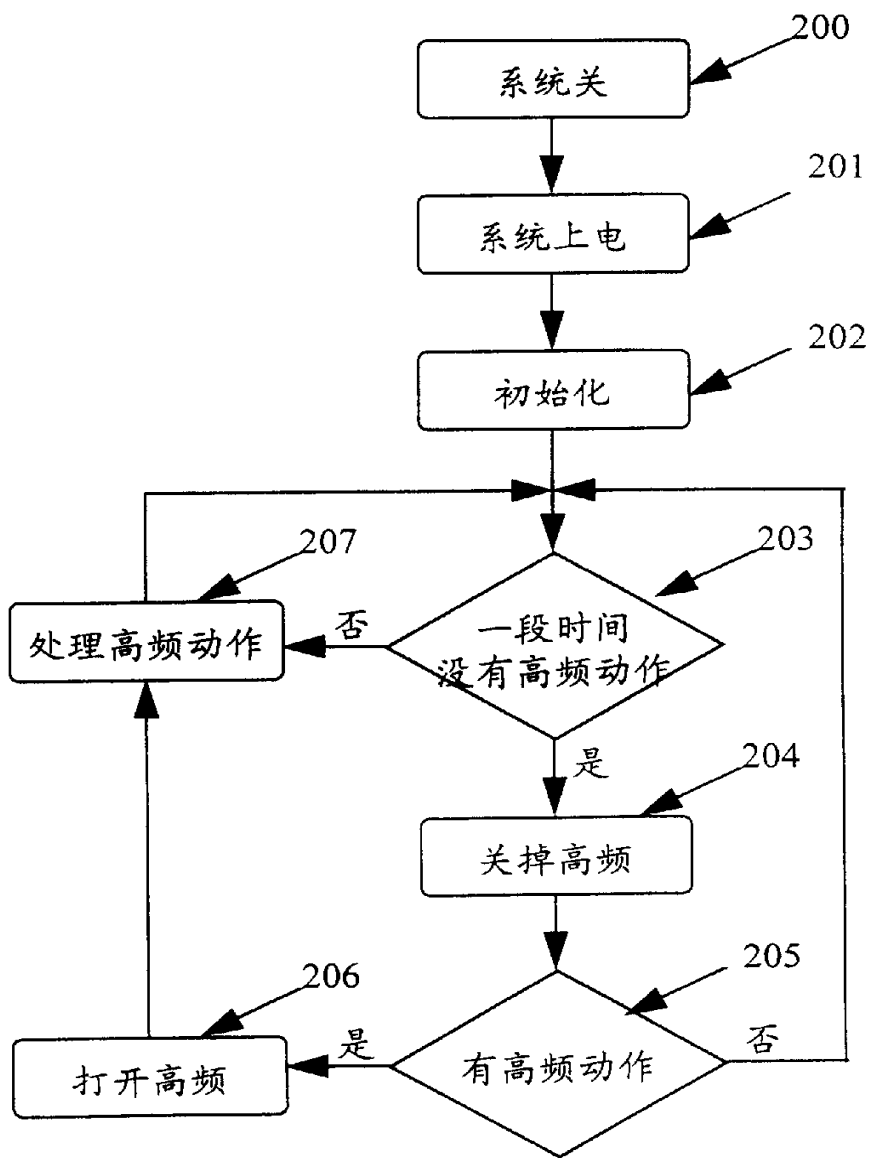 200
系统关
201
系统上电
202
初始化
203
207
一段时间
没有高频动作
否
处理高频动作
是
204
关掉高频
205
206
有高频动作
是
否
打开高频